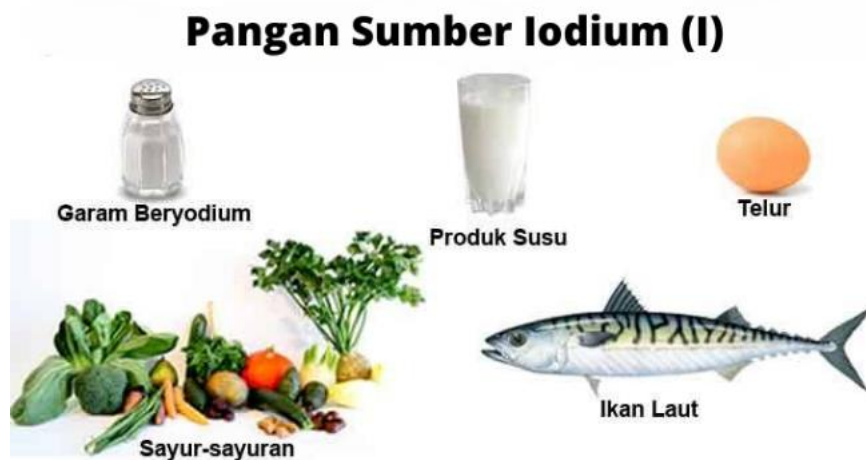 Pangan Sumber Iodium (I)
Garam Beryodium
Produk Susu
Telur
Sayur-sayuran
Ikan Laut